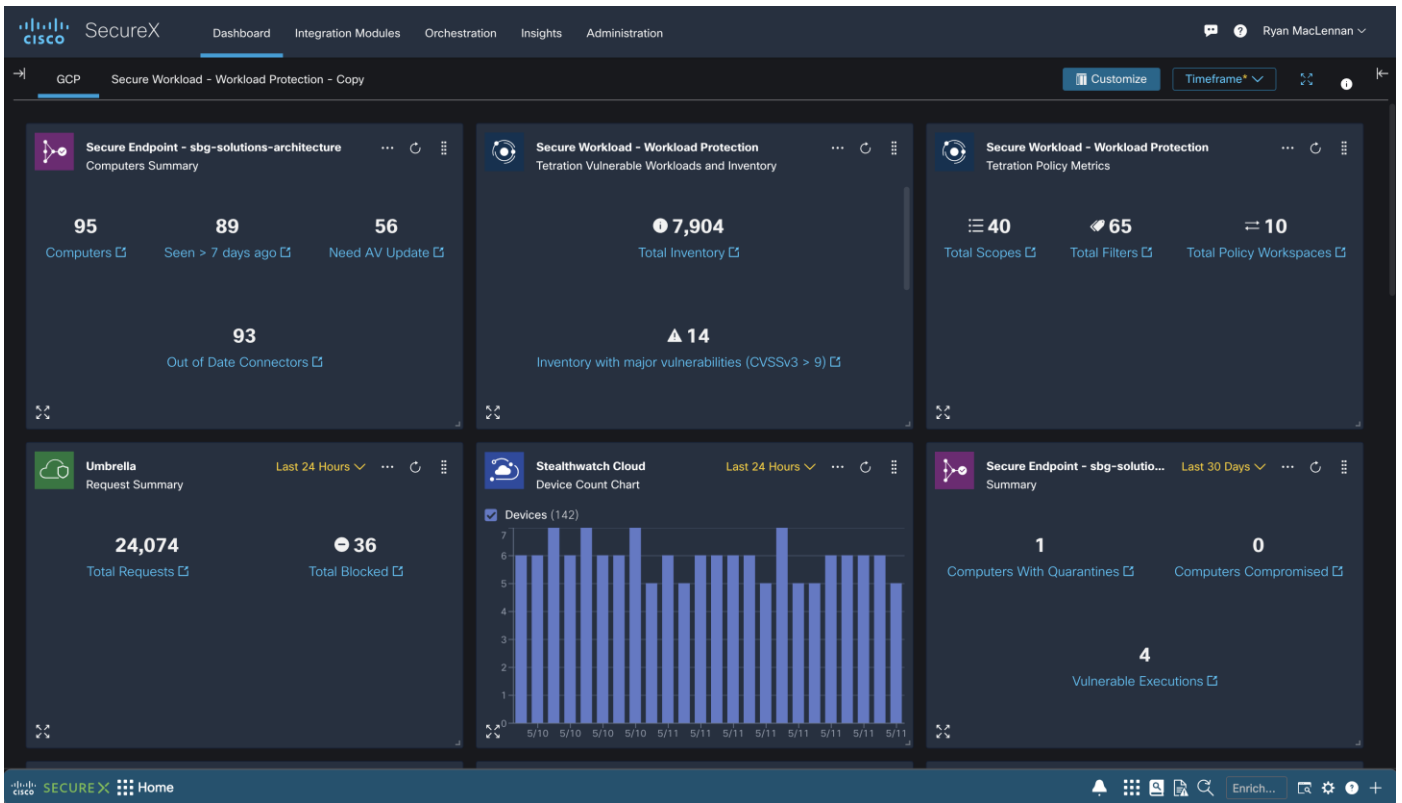 CISCO SecureX Dashboard Integration Modules Orchestration Insights Administration Ryan MacLennan
GCP Secure Workload - Workload Protection - Copy Customize Timeframe*
Secure Endpoint - sbg-solutions-architecture
Computers Summary
95 89 56
Computers Seen > 7 days ago Need AV Update
93
Out of Date Connectors
Secure Workload - Workload Protection
Tetration Vulnerable Workloads and Inventory
7,904
Total Inventory
14
Inventory with major vulnerabilities (CVSSv3 > 9)
Secure Workload - Workload Protection
Tetration Policy Metrics
40 65 10
Total Scopes Total Filters Total Policy Workspaces
Umbrella Last 24 Hours
Request Summary
24,074 36
Total Requests Total Blocked
Stealthwatch Cloud Last 24 Hours
Device Count Chart
Devices (142)
7
6
5
4
3
2
1
0
5/10 5/10 5/10 5/10 5/11 5/11 5/11 5/11 5/11 5/11 5/11 5/11
Secure Endpoint - sbg-solutio... Last 30 Days
Summary
1 0
Computers With Quarantines Computers Compromised
4
Vulnerable Executions
CISCO SECUREX Home Enrich...